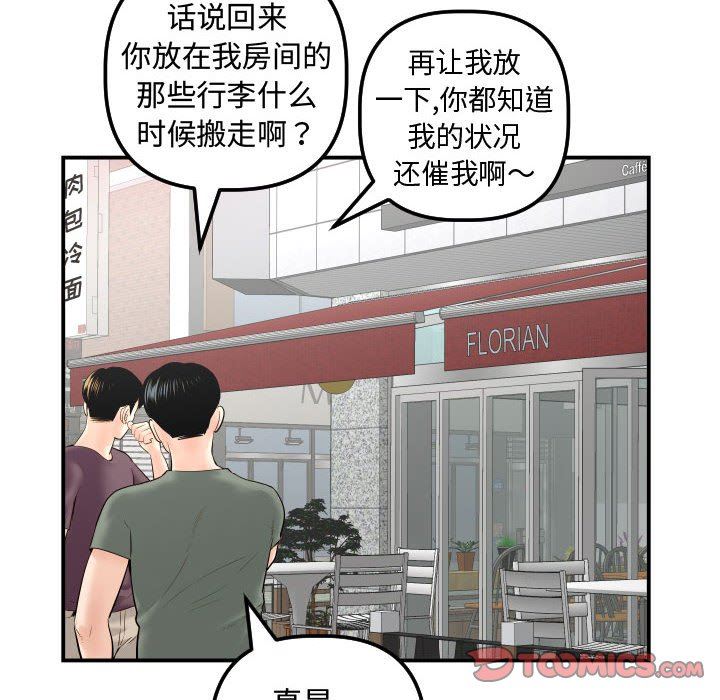 话说回来
你放在我房间的
那些行李什么
时候搬走啊？
再让我放
一下,你都知道
我的状况
还催我啊～
Caffé
肉包冷面
FLORIAN
M
TOOMICS.COM